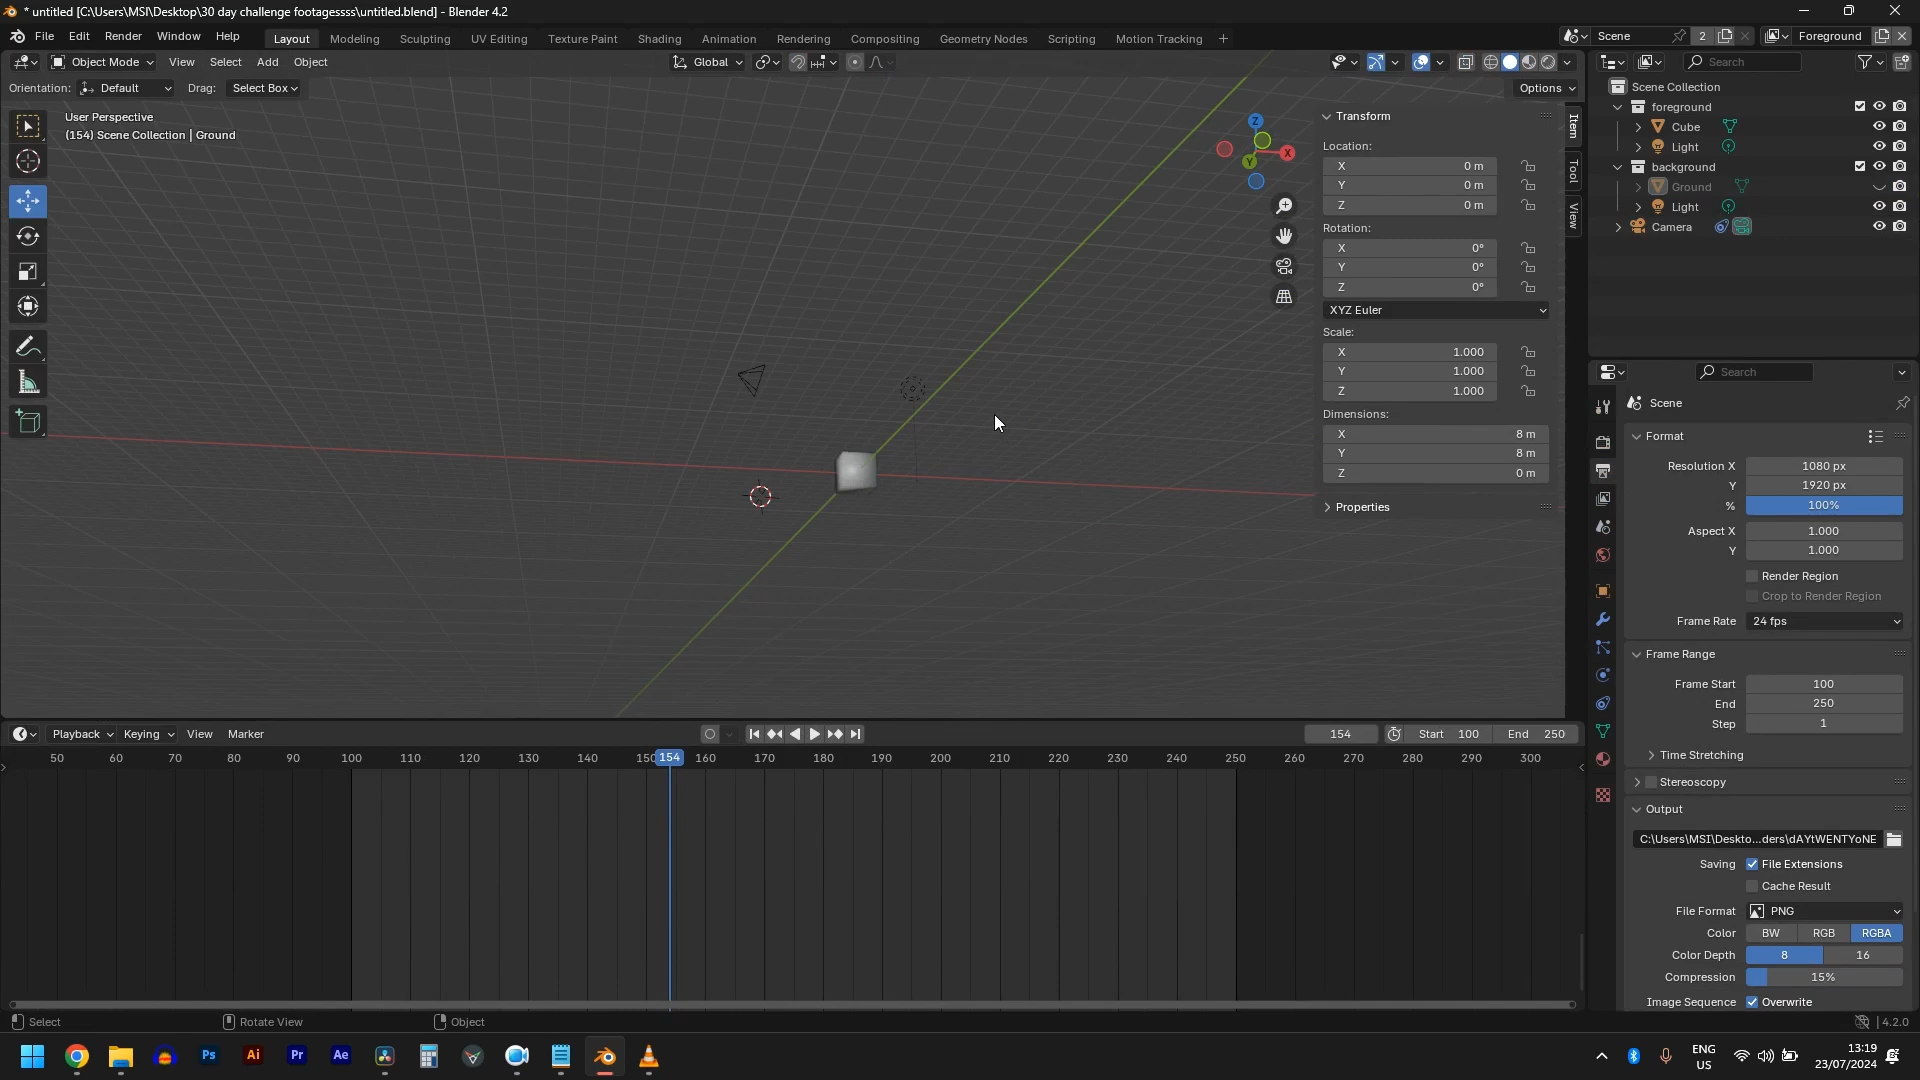 * untitled [C:\Users\MSI\Desktop\30 day challenge footagessss\untitled.blend] - Blender 4.2
File Edit Render Window Help Layout Modeling Sculpting UV Editing Texture Paint Shading Animation Rendering Compositing Geometry Nodes Scripting Motion Tracking + Scene 2 Foreground
Object Mode View Select Add Object Global Search
Orientation: Default Drag: Select Box Options
User Perspective
(154) Scene Collection | Ground
Z
X
Y
Transform
Location:
X 0 m
Y 0 m
Z 0 m
Rotation:
X 0°
Y 0°
Z 0°
XYZ Euler
Scale:
X 1.000
Y 1.000
Z 1.000
Dimensions:
X 8 m
Y 8 m
Z 0 m
Properties
Item
Tool
View
Scene Collection
foreground
Cube
Light
background
Ground
Light
Camera
Search
Scene
Format
Resolution X 1080 px
Y 1920 px
% 100%
Aspect X 1.000
Y 1.000
Render Region
Crop to Render Region
Frame Rate 24 fps
Frame Range
Frame Start 100
End 250
Step 1
Time Stretching
Stereoscopy
Output
C:\Users\MSI\Deskto...ders\dAYtWENTYoNE
Saving File Extensions
Cache Result
File Format PNG
Color BW RGB RGBA
Color Depth 8 16
Compression 15%
Image Sequence Overwrite
Playback Keying View Marker 154 Start 100 End 250
50 60 70 80 90 100 110 120 130 140 150 154 160 170 180 190 200 210 220 230 240 250 260 270 280 290 300
Select Rotate View Object 4.2.0
Ps Ai Pr Ae
ENG
US
13:19
23/07/2024